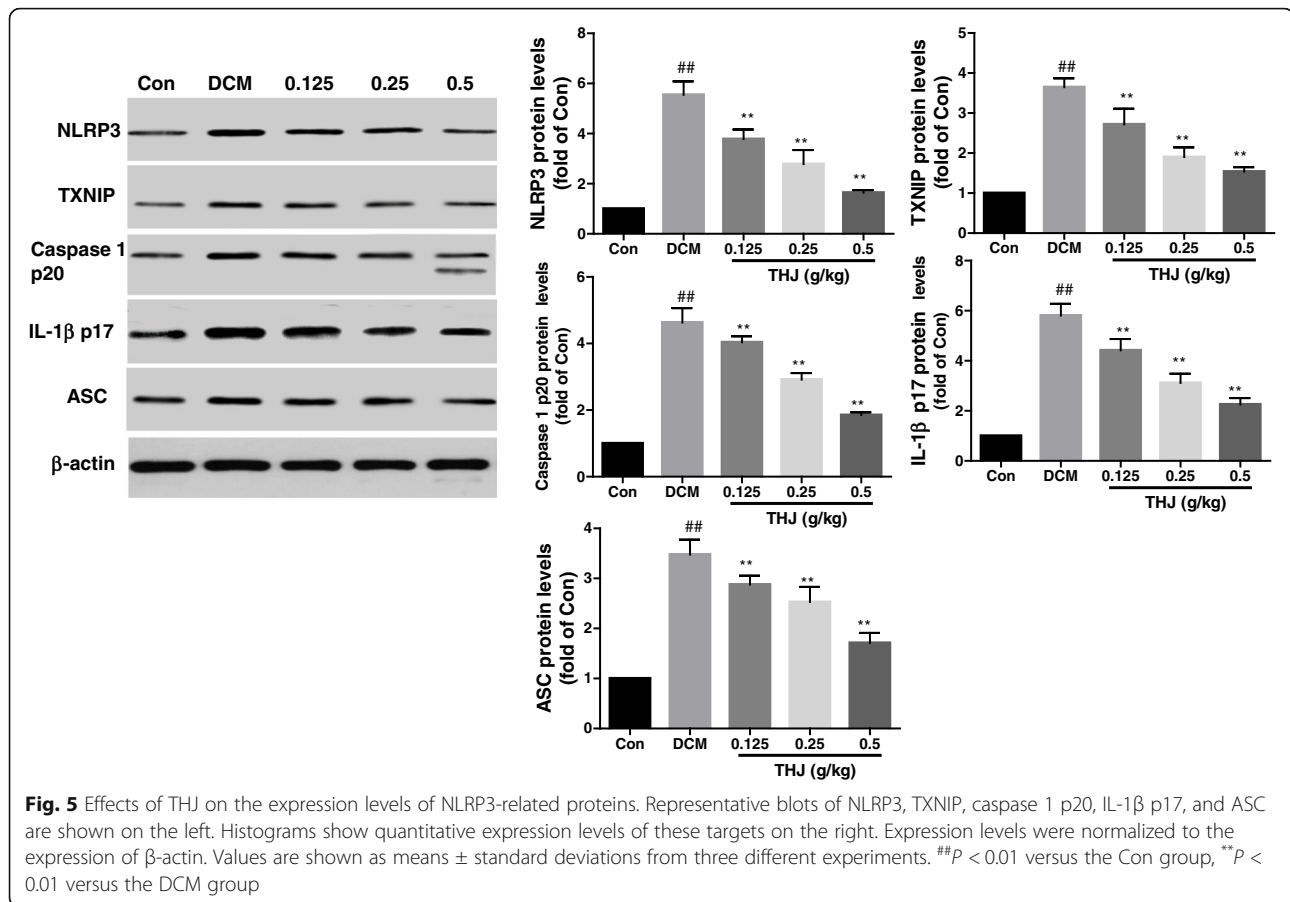 Con DCM 0.125 0.25 0.5
NLRP3
TXNIP
Caspase 1
p20
IL-1β p17
ASC
β-actin
NLRP3 protein levels
(fold of Con)
8
6
4
2
0
##
**
**
**
Con DCM 0.125 0.25 0.5
THJ (g/kg)
TXNIP protein levels
(fold of Con)
5
4
3
2
1
0
##
**
**
**
Con DCM 0.125 0.25 0.5
THJ (g/kg)
Caspase 1 p20 protein levels
(fold of Con)
6
4
2
0
##
**
**
**
Con DCM 0.125 0.25 0.5
THJ (g/kg)
IL-1β p17 protein levels
(fold of Con)
8
6
4
2
0
##
**
**
**
Con DCM 0.125 0.25 0.5
THJ (g/kg)
ASC protein levels
(fold of Con)
4
3
2
1
0
##
**
**
**
Con DCM 0.125 0.25 0.5
THJ (g/kg)
Fig. 5 Effects of THJ on the expression levels of NLRP3-related proteins. Representative blots of NLRP3, TXNIP, caspase 1 p20, IL-1β p17, and ASC
are shown on the left. Histograms show quantitative expression levels of these targets on the right. Expression levels were normalized to the
expression of β-actin. Values are shown as means ± standard deviations from three different experiments. ##P < 0.01 versus the Con group, **P <
0.01 versus the DCM group